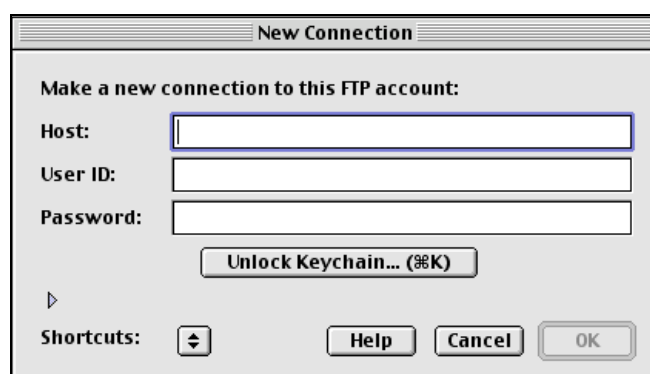 New Connection
Make a new connection to this FTP account:
Host:
User ID:
Password:
Unlock Keychain... (⌘K)
Shortcuts: Help Cancel OK